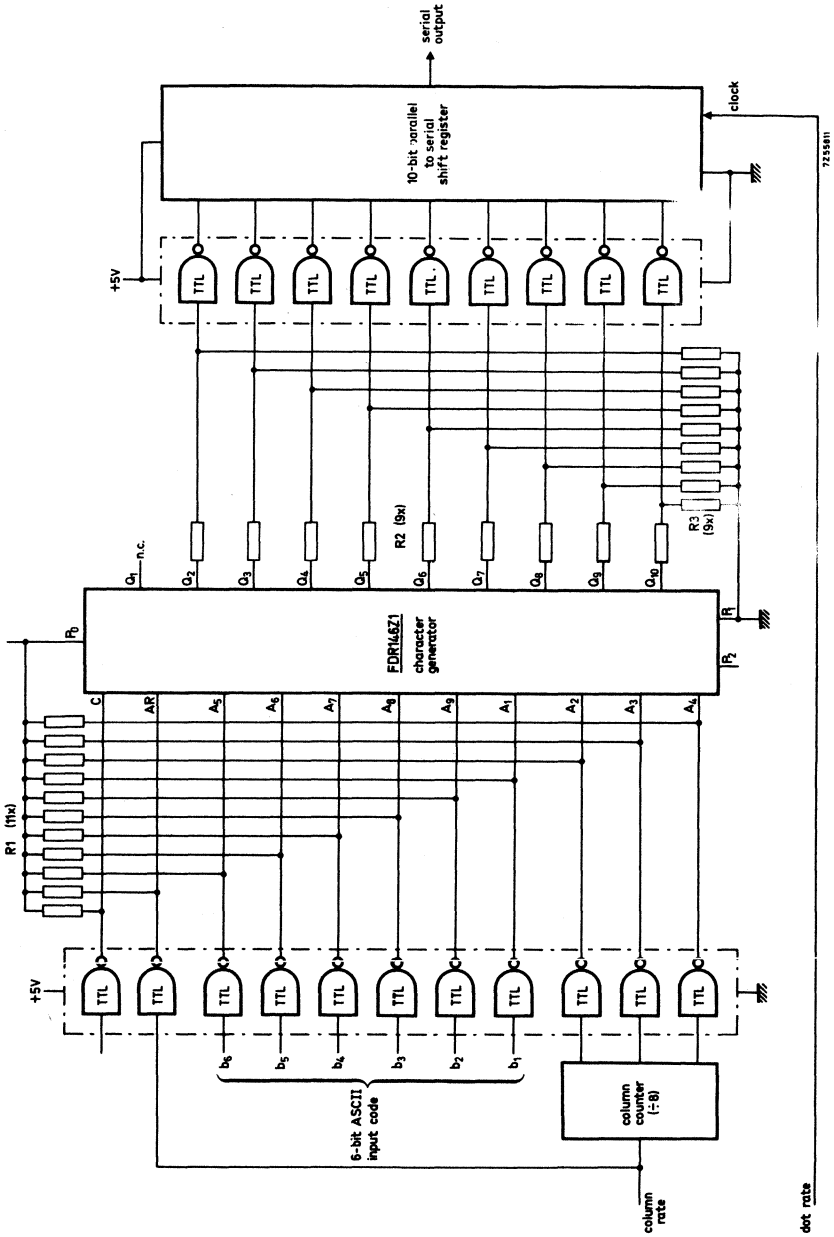 +5V
TTL
TTL
TTL
TTL
TTL
TTL
TTL
TTL
TTL
TTL
TTL
b6
b5
b4
b3
b2
b1
6-bit ASCII
input code
column
counter
(÷8)
column
rate
dot rate
R1 (11x)
C
AR
A5
A6
A7
A8
A9
A1
A2
A3
A4
P0
FDR146Z1
character
generator
P2
P1
Q1
n.c.
Q2
Q3
Q4
Q5
Q6
Q7
Q8
Q9
Q10
R2 (9x)
R3
(9x)
+5V
TTL
TTL
TTL
TTL
TTL.
TTL
TTL
TTL
TTL
10-bit parallel
to serial
shift register
serial
output
clock
7Z55811